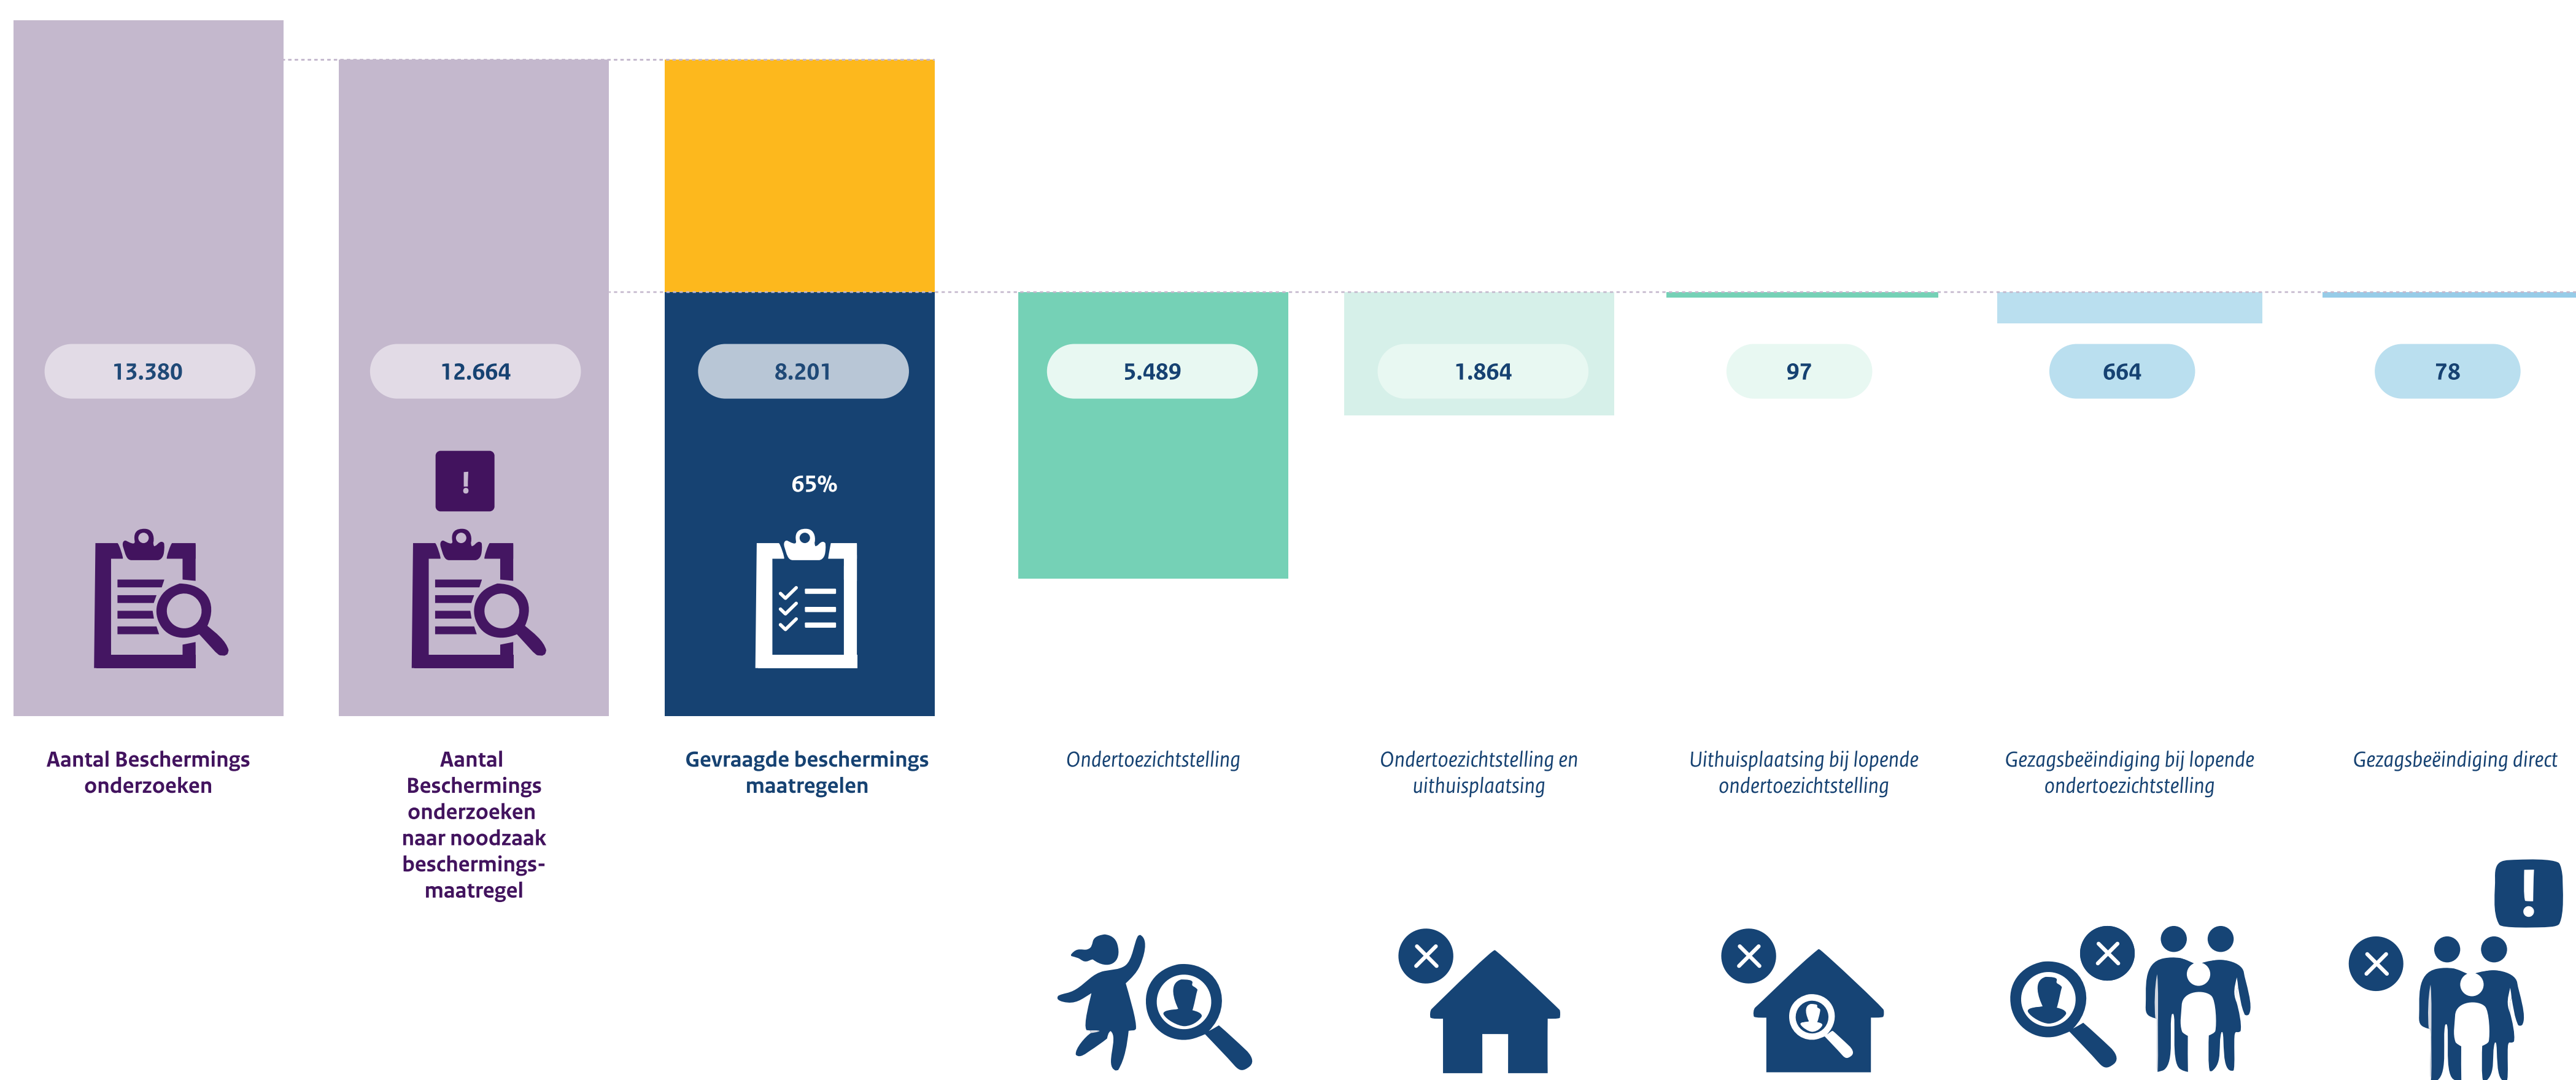 13.380
12.664
8.201
5.489
1.864
97
664
78
!
65%
Aantal Beschermings
onderzoeken
Aantal
Beschermings
onderzoeken
naar noodzaak
beschermings-
maatregel
Gevraagde beschermings
maatregelen
Ondertoezichtstelling
Ondertoezichtstelling en
uithuisplaatsing
Uithuisplaatsing bij lopende
ondertoezichtstelling
Gezagsbeëindiging bij lopende
ondertoezichtstelling
Gezagsbeëindiging direct
!